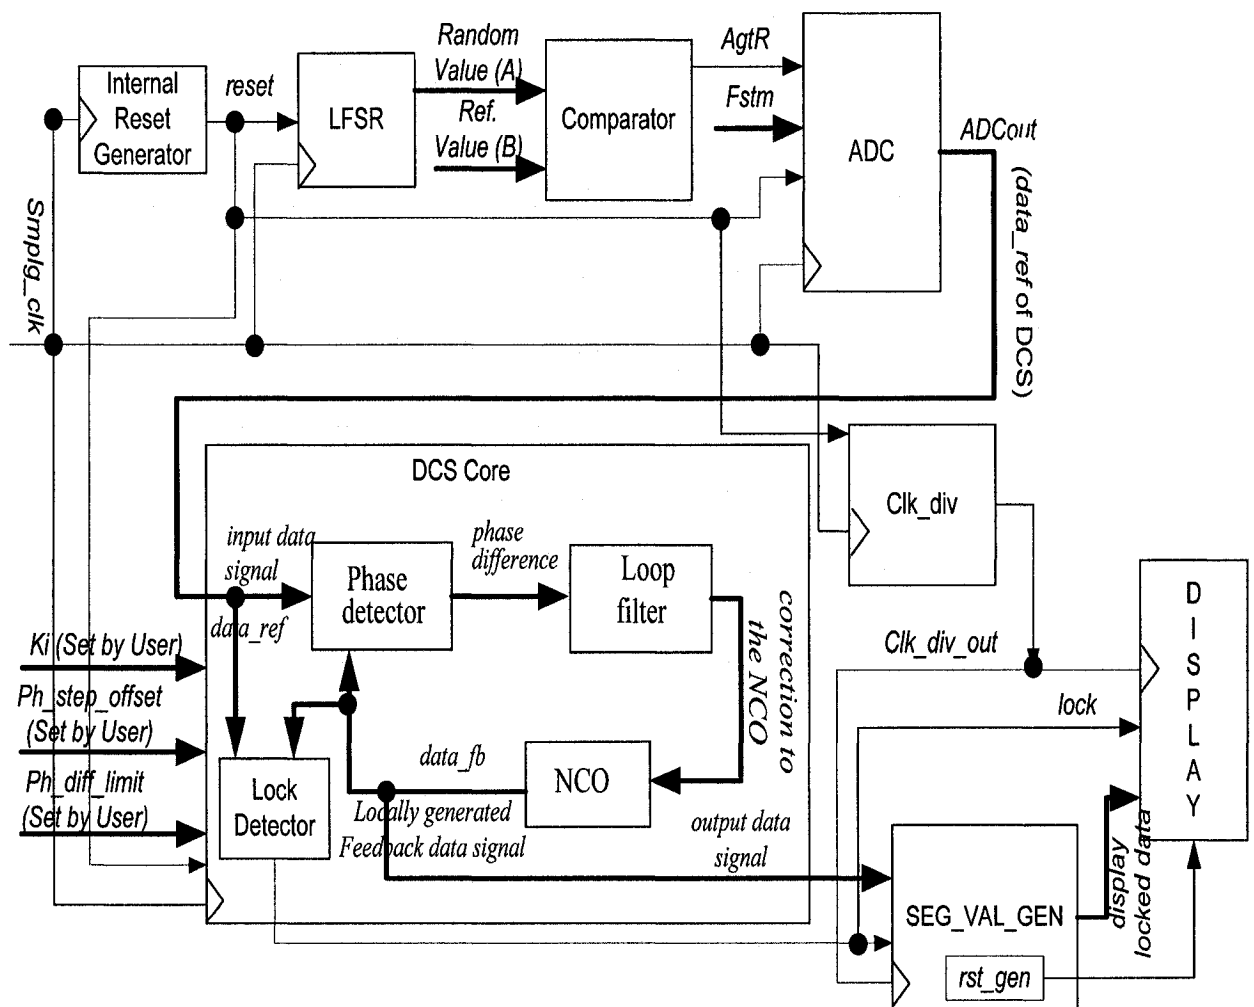 Internal
Reset
Generator
reset
LFSR
Random
Value (A)
Ref.
Value (B)
Comparator
AgtR
Fstm
ADC
ADCout
(data_ref of DCS)
Smplg_clk
DCS Core
input data
signal
data_ref
Phase
detector
phase
difference
Loop
filter
correction to
the NCO
Clk_div
Clk_div_out
Ki (Set by User)
Ph_step_offset
(Set by User)
Ph_diff_limit
(Set by User)
Lock
Detector
data_fb
NCO
Locally generated
Feedback data signal
output data
signal
lock
DISPLAY
display
locked data
SEG_VAL_GEN
rst_gen